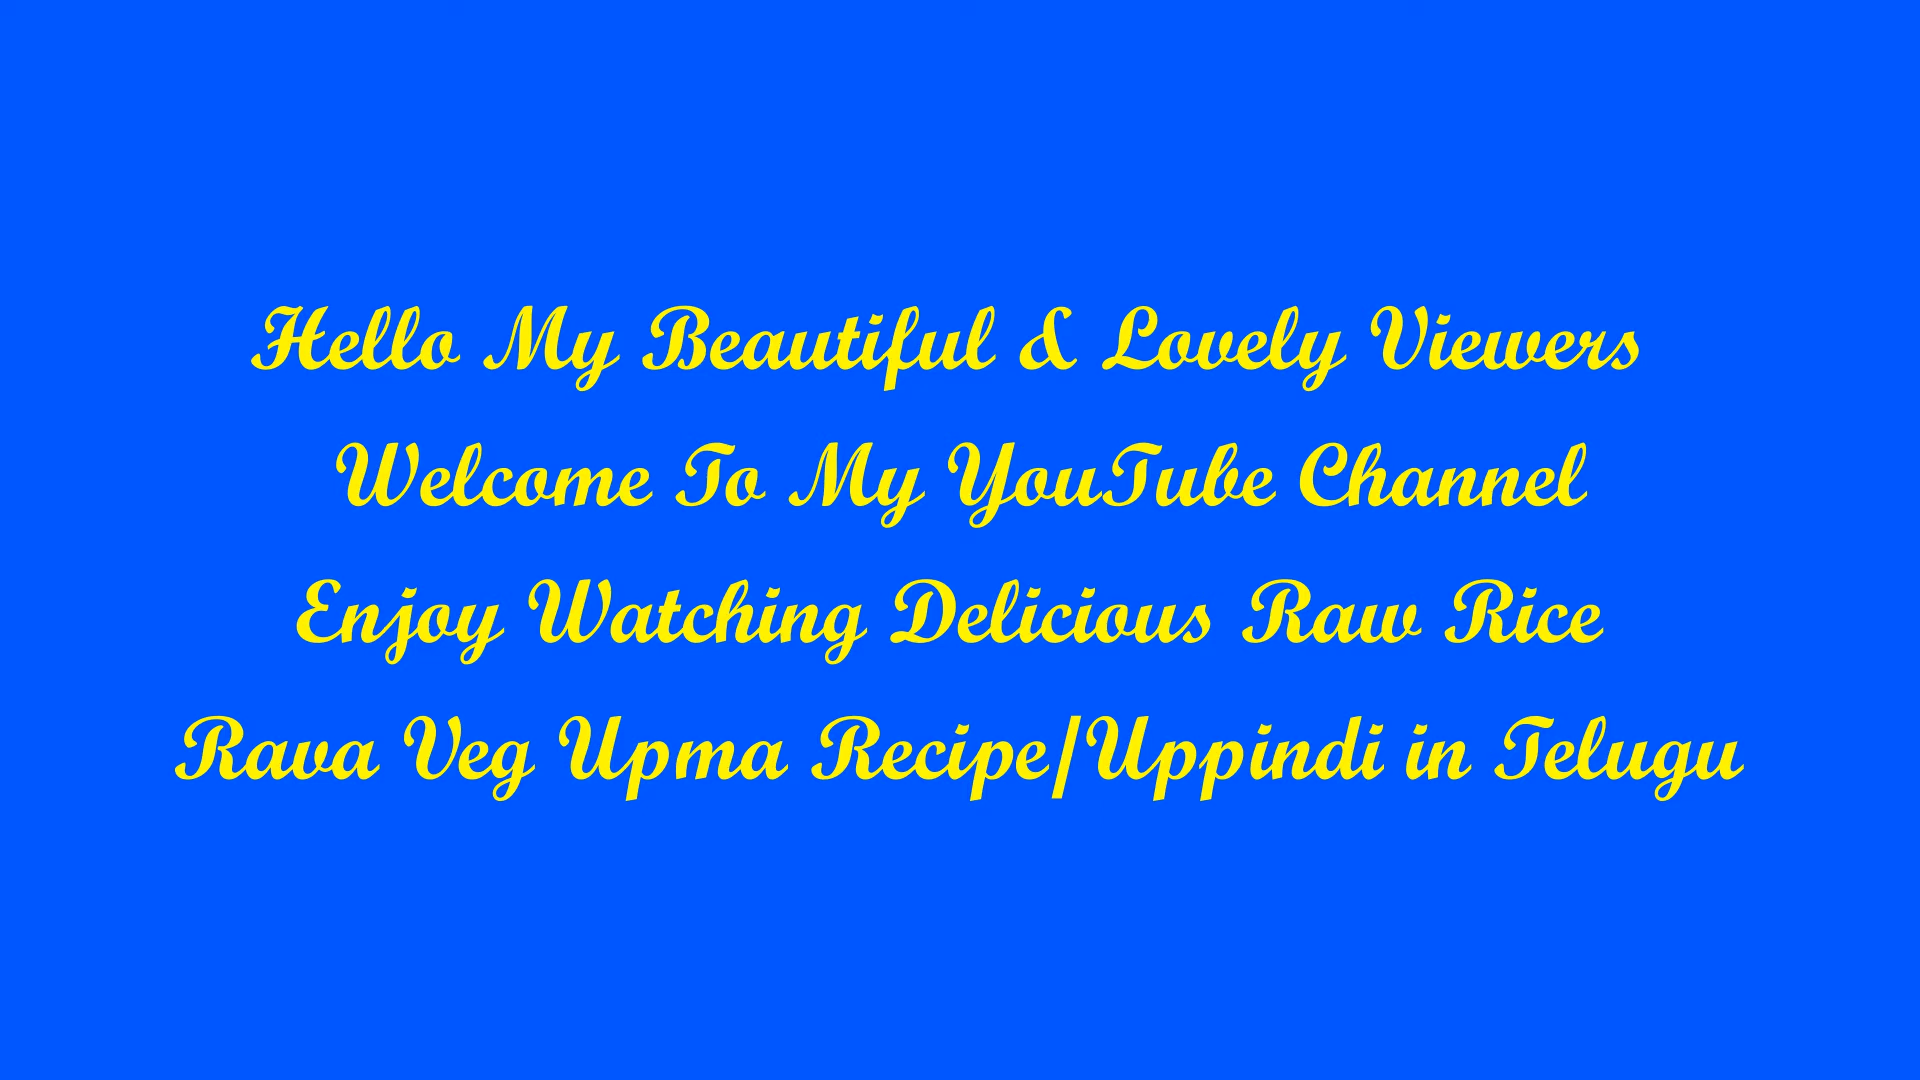 Hello My Beautiful & Lovely Viewers
Welcome To My YouTube Channel
Enjoy Watching Delicious Raw Rice
Rava Veg Upma Recipe/Uppindi in Telugu